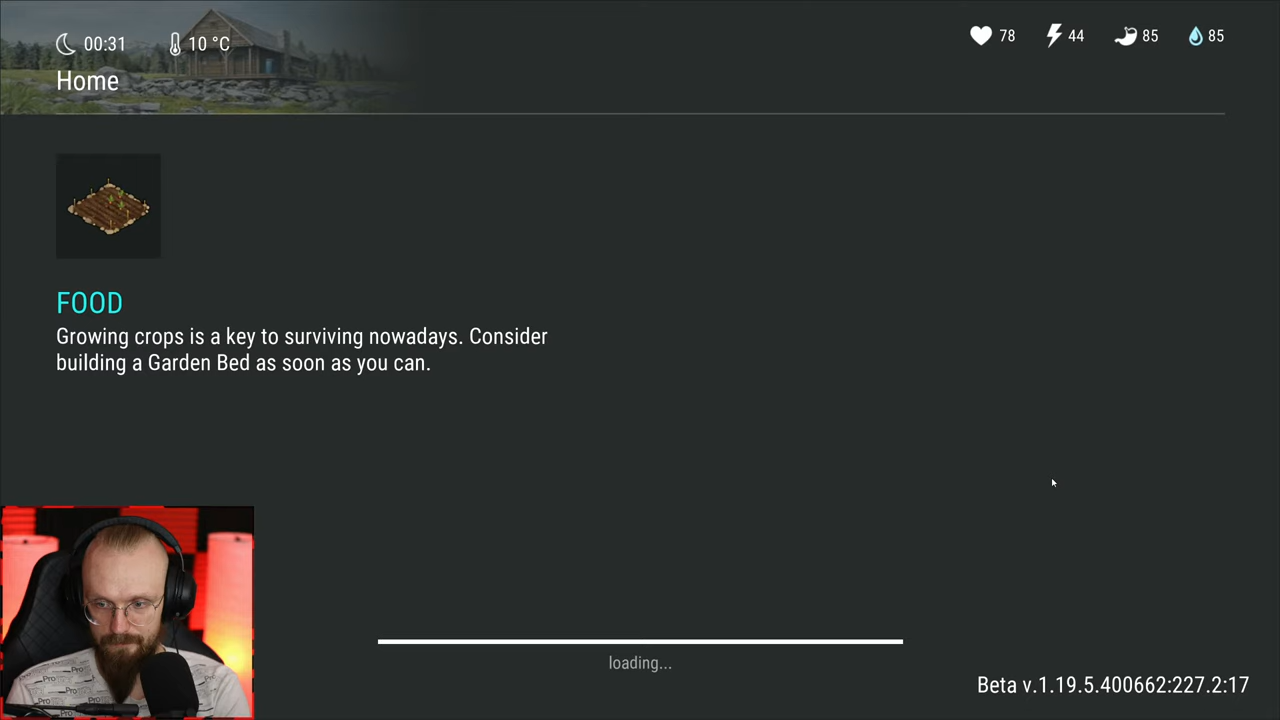 00:31
10 °C
78
44
85
85
Home
FOOD
Growing crops is a key to surviving nowadays. Consider
building a Garden Bed as soon as you can.
loading...
Beta v.1.19.5.400662:227.2:17